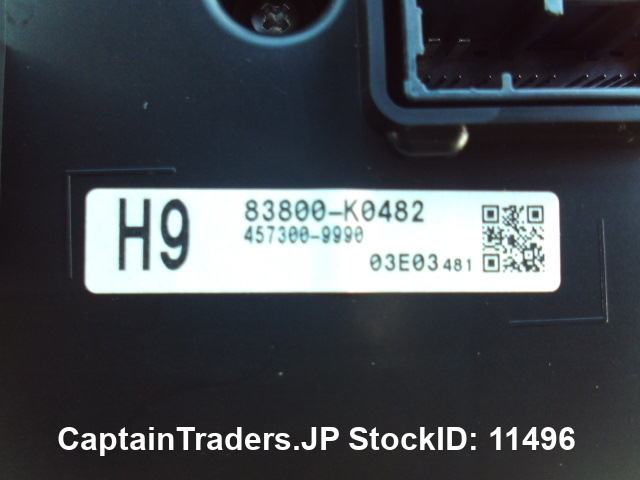 H9
83800-K0482
457300-9990
03E03 481
CaptainTraders.JP StockID: 11496